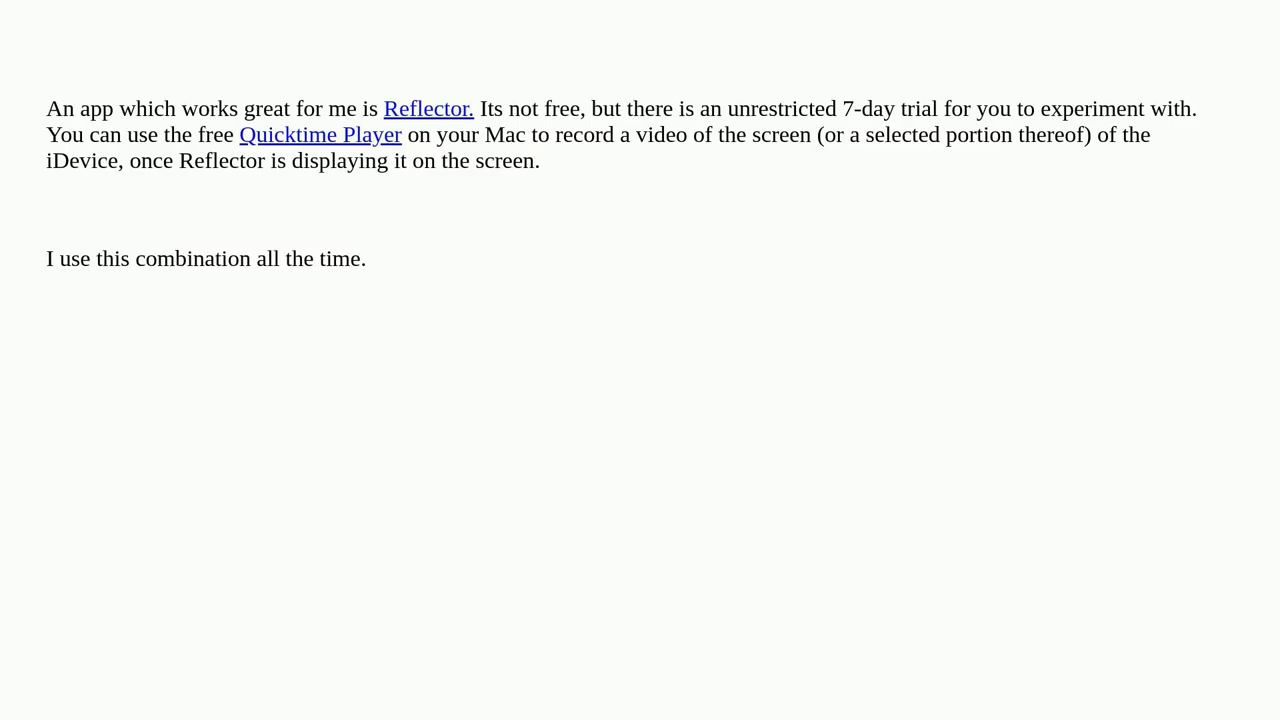 An app which works great for me is Reflector. Its not free, but there is an unrestricted 7-day trial for you to experiment with.
You can use the free Quicktime Player on your Mac to record a video of the screen (or a selected portion thereof) of the
iDevice, once Reflector is displaying it on the screen.
I use this combination all the time.